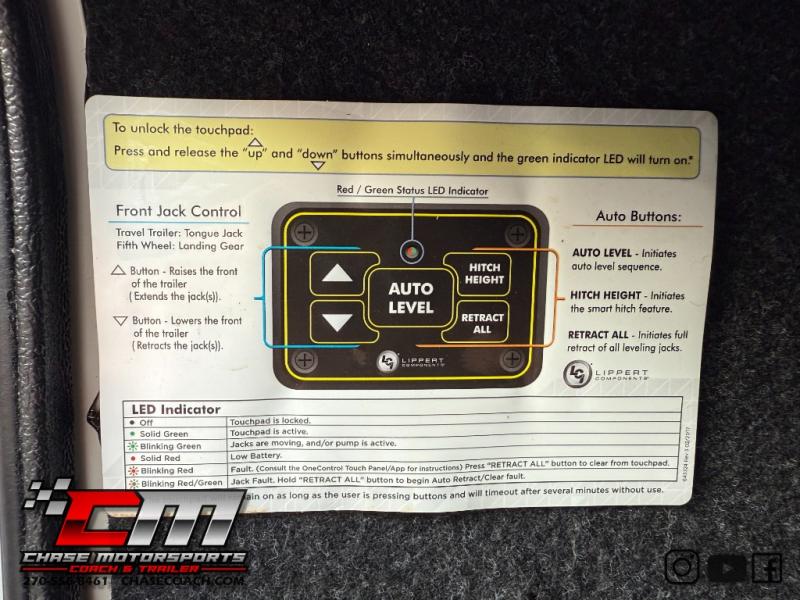 To unlock the touchpad:
Press and release the "up" and "down" buttons simultaneously and the green indicator LED will turn on.*
Red / Green Status LED Indicator
Front Jack Control
Travel Trailer: Tongue Jack
Fifth Wheel: Landing Gear
Button - Raises the front
of the trailer
(Extends the jack(s)).
Button - Lowers the front
of the trailer
(Retracts the jack(s)).
AUTO
LEVEL
HITCH
HEIGHT
RETRACT
ALL
LCI LIPPERT
COMPONENTS
Auto Buttons:
AUTO LEVEL - Initiates
auto level sequence.
HITCH HEIGHT - Initiates
the smart hitch feature.
RETRACT ALL - Initiates full
retract of all leveling jacks.
LCI LIPPERT
COMPONENTS
LED Indicator
Off Touchpad is locked.
Solid Green Touchpad is active.
Blinking Green Jacks are moving, and/or pump is active.
Solid Red Low Battery.
Blinking Red Fault. (Consult the OneControl Touch Panel/App for instructions) Press "RETRACT ALL" button to clear from touchpad.
Blinking Red/Green Jack Fault. Hold "RETRACT ALL" button to begin Auto Retract/Clear fault.
on as long as the user is pressing buttons and will timeout after several minutes without use.
CM
CHASE MOTORSPORTS
COACH & TRAILER
CHASECOACH.COM